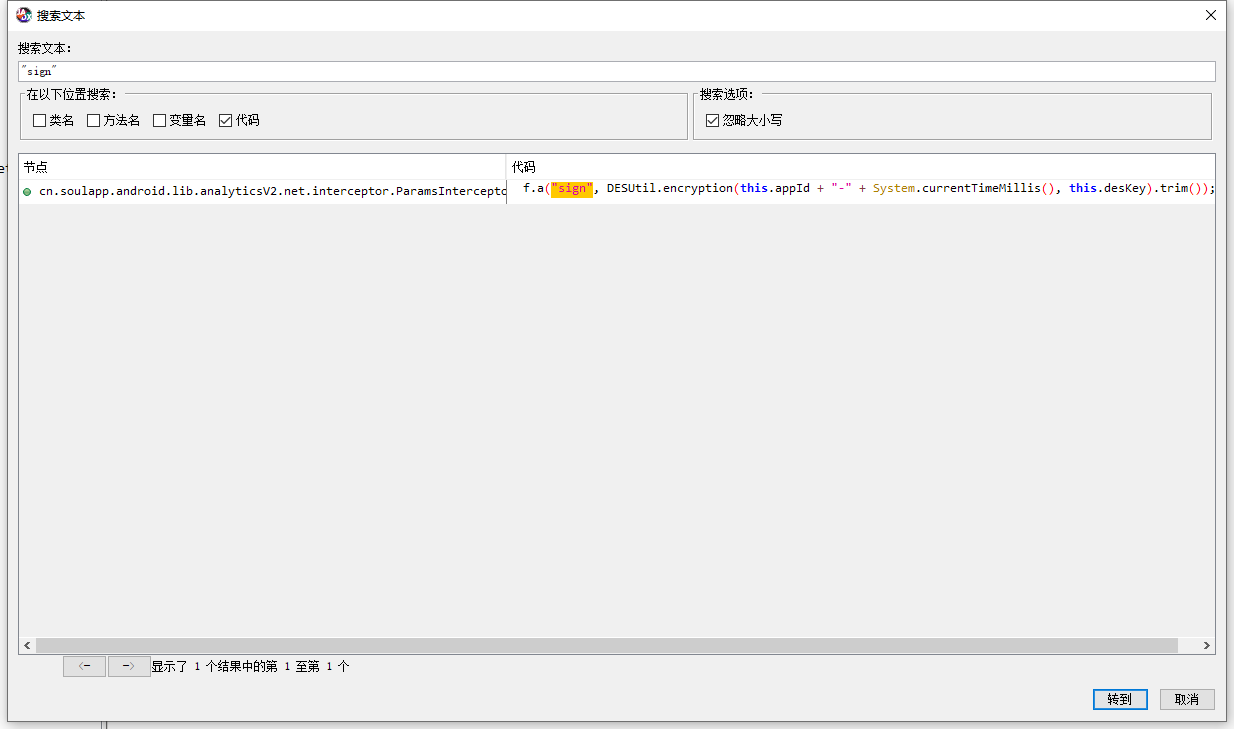 搜索文本
搜索文本:
"sign"
在以下位置搜索:
搜索选项:
类名 方法名 变量名 代码
忽略大小写
节点 代码
cn.soulapp.android.lib.analyticsV2.net.interceptor.ParamsIntercepto f.a("sign", DESUtil.encryption(this.appId + "-" + System.currentTimeMillis(), this.desKey).trim());
<- -> 显示了 1 个结果中的第 1 至第 1 个
转到 取消